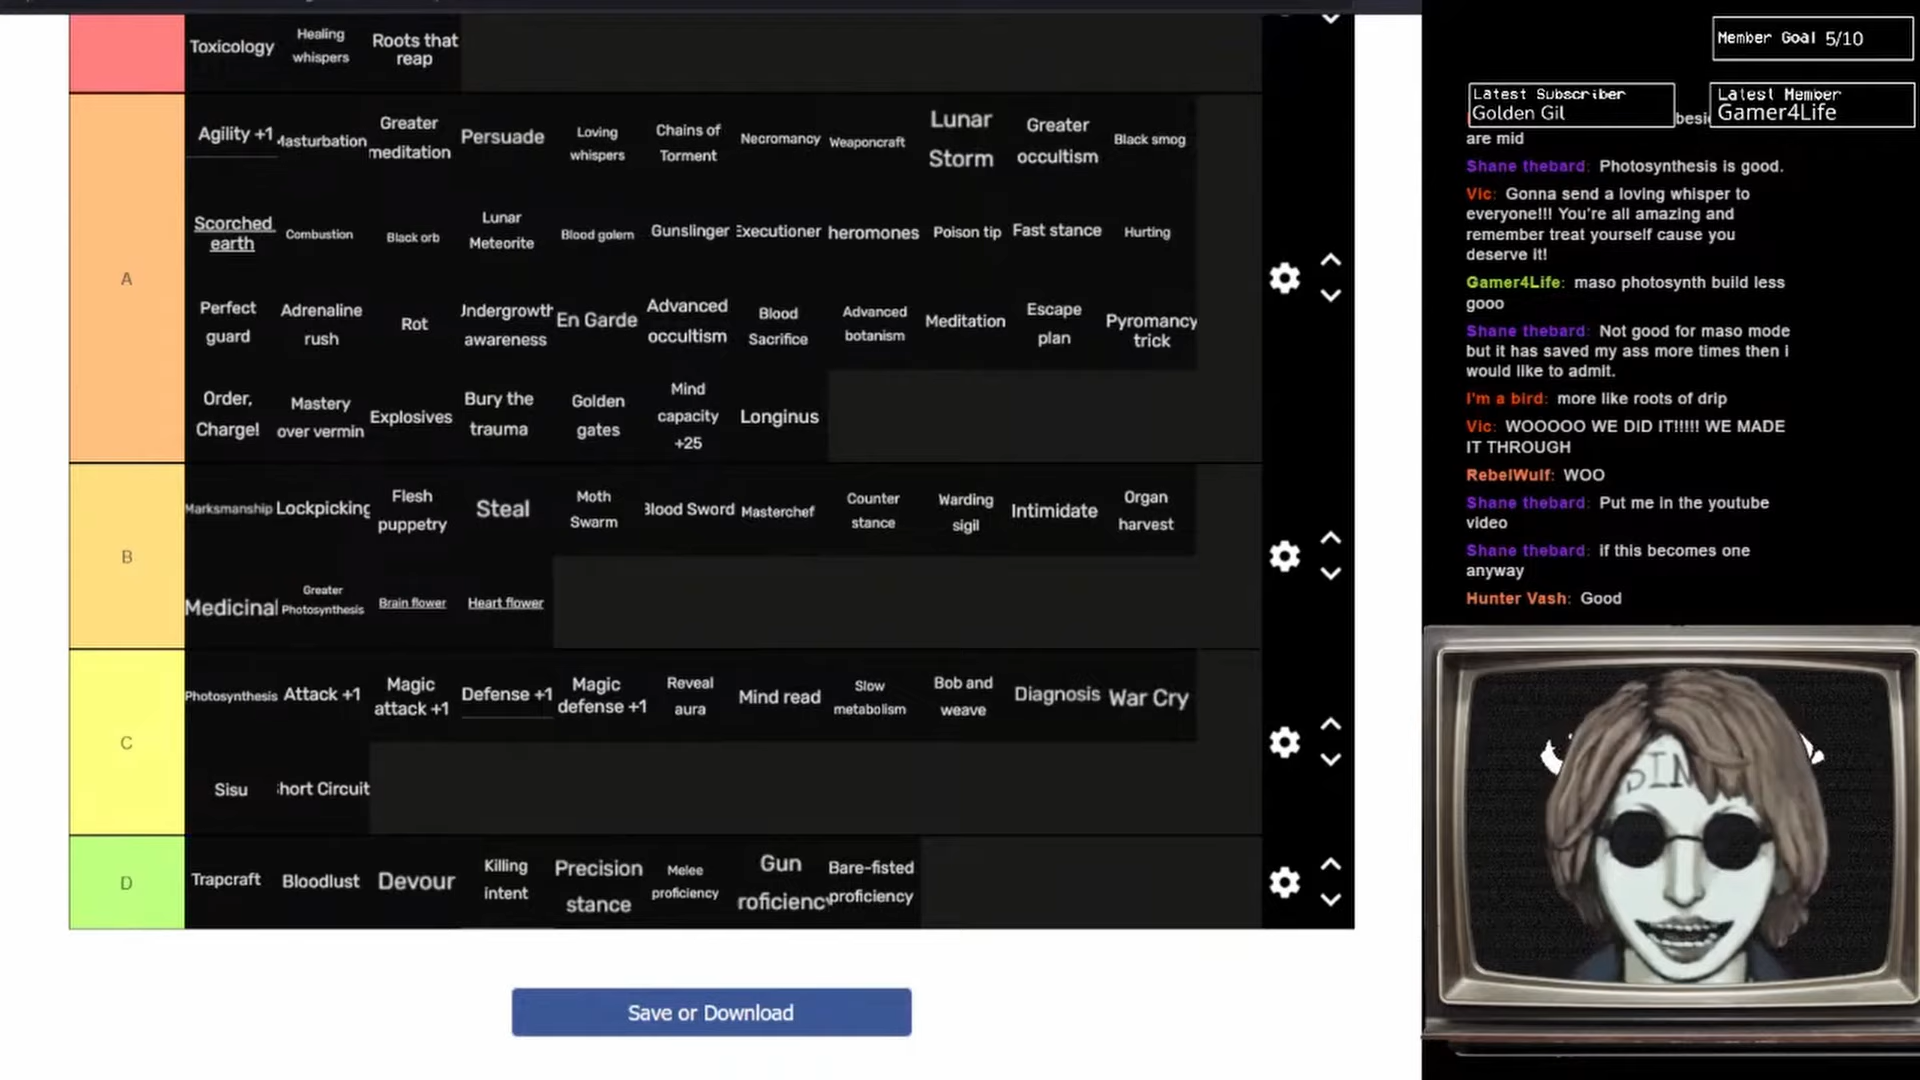 Toxicology
Healing
whispers
Roots that
reap
A
Agility +1
Masturbation
Greater
meditation
Persuade
Loving
whispers
Chains of
Torment
Necromancy
Weaponcraft
Lunar
Storm
Greater
occultism
Black smog
Scorched
earth
Combustion
Black orb
Lunar
Meteorite
Blood golem
Gunslinger
Executioner
heromones
Poison tip
Fast stance
Hurting
Perfect
guard
Adrenaline
rush
Rot
Undergrowth
awareness
En Garde
Advanced
occultism
Blood
Sacrifice
Advanced
botanism
Meditation
Escape
plan
Pyromancy
trick
Order,
Charge!
Mastery
over vermin
Explosives
Bury the
trauma
Golden
gates
Mind
capacity
+25
Longinus
B
Marksmanship
Lockpicking
Flesh
puppetry
Steal
Moth
Swarm
Blood Sword
Masterchef
Counter
stance
Warding
sigil
Intimidate
Organ
harvest
Medicinal
Greater
Photosynthesis
Brain flower
Heart flower
C
Photosynthesis
Attack +1
Magic
attack +1
Defense +1
Magic
defense +1
Reveal
aura
Mind read
Slow
metabolism
Bob and
weave
Diagnosis
War Cry
Sisu
hort Circuit
D
Trapcraft
Bloodlust
Devour
Killing
intent
Precision
stance
Melee
proficiency
Gun
roficienc
Bare-fisted
proficiency
Save or Download
Member Goal 5/10
Latest Subscriber
Golden Gil
Latest Member
Gamer4Life
are mid
Shane thebard: Photosynthesis is good.
Vic: Gonna send a loving whisper to
everyone!!! You're all amazing and
remember treat yourself cause you
deserve it!
Gamer4Life: maso photosynth build less
gooo
Shane thebard: Not good for maso mode
but it has saved my ass more times then i
would like to admit.
I'm a bird: more like roots of drip
Vic: WOOOOO WE DID IT!!!!! WE MADE
IT THROUGH
RebelWulf: WOO
Shane thebard: Put me in the youtube
video
Shane thebard: if this becomes one
anyway
Hunter Vash: Good
SIN